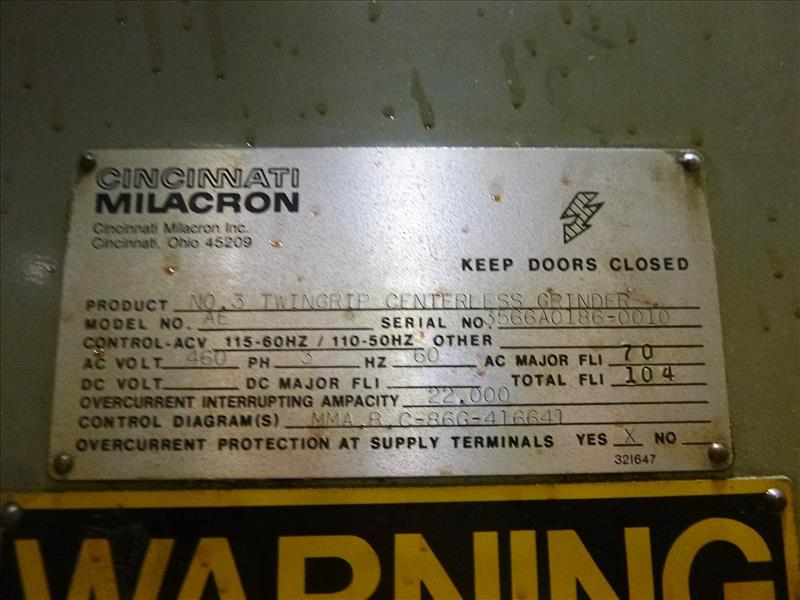 CINCINNATI
MILACRON
Cincinnati Milacron Inc.
Cincinnati, Ohio 45209
KEEP DOORS CLOSED
PRODUCT NO.3 TWINGRIP CENTERLESS GRINDER
MODEL NO. AE SERIAL NO. 3566A0186-0010
CONTROL-ACV 115-60HZ / 110-50HZ OTHER
AC VOLT 460 PH 3 HZ 60 AC MAJOR FLI 70
DC VOLT DC MAJOR FLI TOTAL FLI 104
OVERCURRENT INTERRUPTING AMPACITY 22,000
CONTROL DIAGRAM(S) MMA,B,C-86G-416641
OVERCURRENT PROTECTION AT SUPPLY TERMINALS YES X NO
321647
WARNING